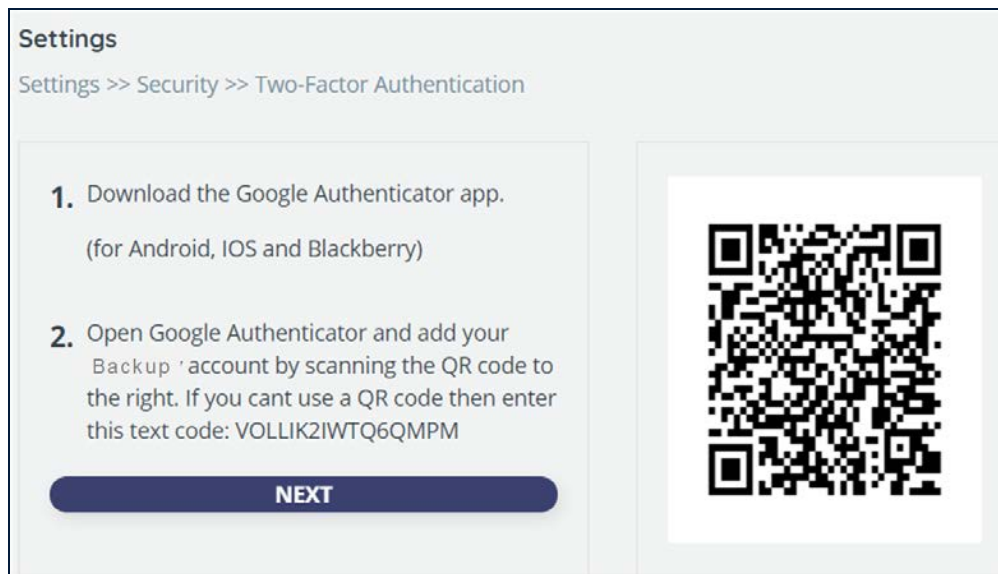 Settings
Settings >> Security >> Two-Factor Authentication
1. Download the Google Authenticator app.
(for Android, IOS and Blackberry)
2. Open Google Authenticator and add your
Backup ' account by scanning the QR code to
the right. If you cant use a QR code then enter
this text code: VOLLIK2IWTQ6QMPM
NEXT